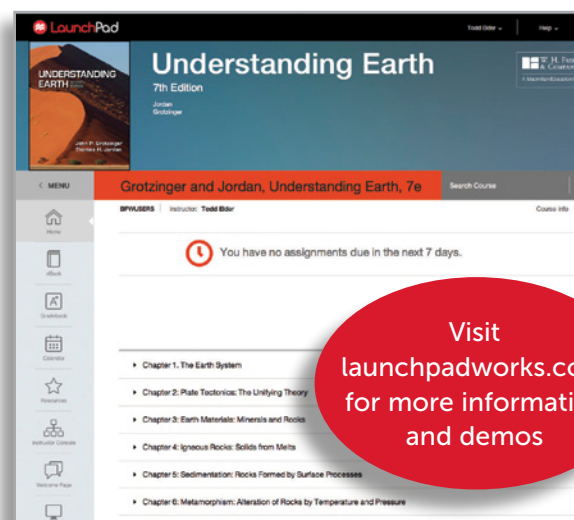 LaunchPad
Todd Elder
Help
UNDERSTANDING
EARTH
John P. Grotzinger
Thomas H. Jordan
Understanding Earth
7th Edition
Jordan
Grotzinger
W. H. 
< MENU
Grotzinger and Jordan, Understanding Earth, 7e
Search Course
BFWUSERS
Instructor: Todd Elder
Course Info
Home
You have no assignments due in the next 7 days.
eBook
Gradebook
Calendar
Resources
Instructor Console
Welcome Page
Chapter 1. The Earth System
Chapter 2: Plate Tectonics: The Unifying Theory
Chapter 3: Earth Materials: Minerals and Rocks
Chapter 4: Igneous Rocks: Solids from Melts
Chapter 5: Sedimentation: Rocks Formed by Surface Processes
Chapter 6: Metamorphism: Alteration of Rocks by Temperature and Pressure
Visit
launchpadworks.co
for more informati
and demos